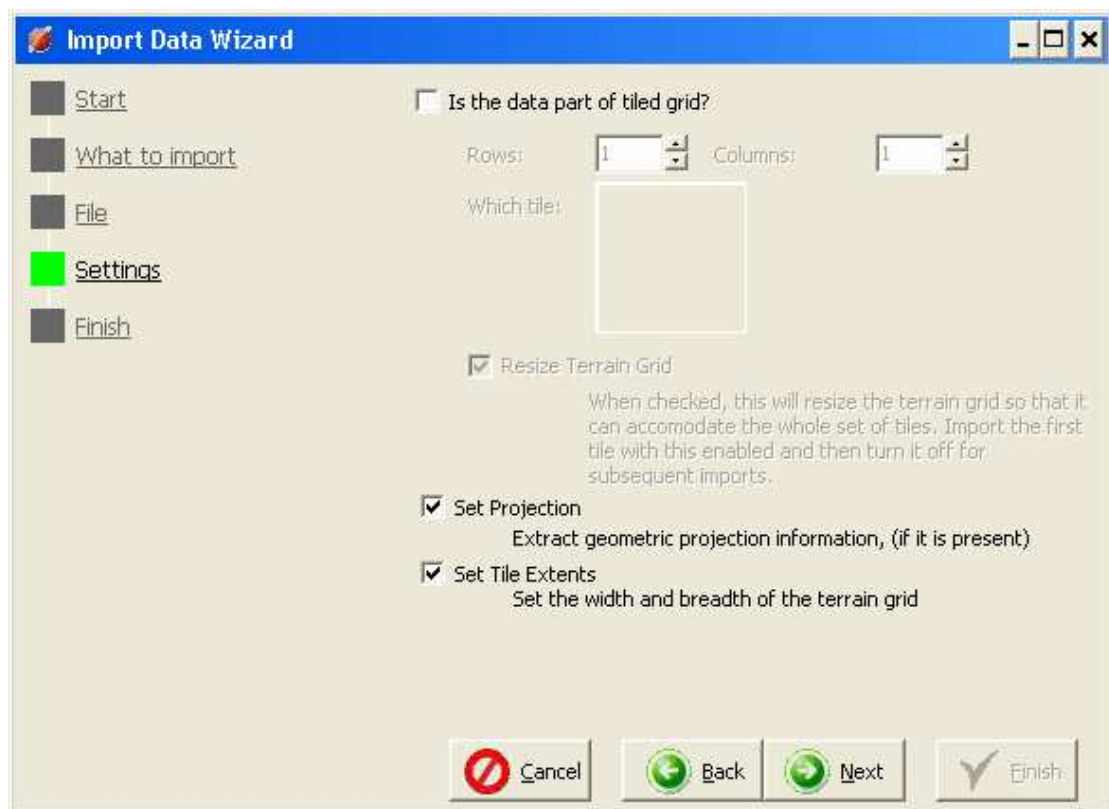 Import Data Wizard
Start
What to import
File
Settings
Finish
Is the data part of tiled grid?
Rows: 1 Columns: 1
Which tile:
Resize Terrain Grid
When checked, this will resize the terrain grid so that it
can accomodate the whole set of tiles. Import the first
tile with this enabled and then turn it off for
subsequent imports.
Set Projection
Extract geometric projection information, (if it is present)
Set Tile Extents
Set the width and breadth of the terrain grid
Cancel Back Next Finish